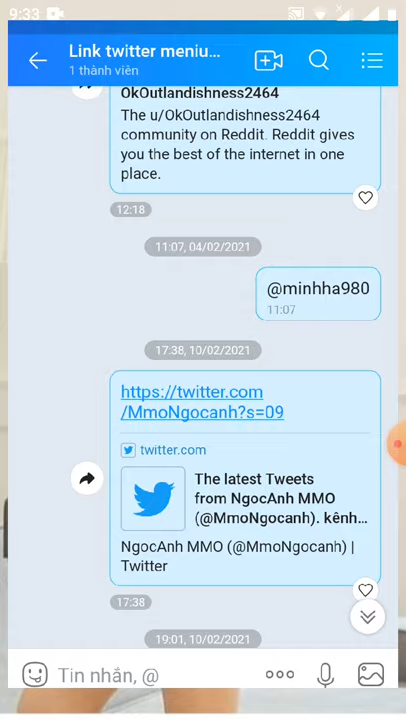 9:33
Link twitter meniu...
1 thành viên
OkOutlandishness2464
The u/OkOutlandishness2464
community on Reddit. Reddit gives
you the best of the internet in one
place.
12:18
11:07, 04/02/2021
@minhha980
11:07
17:38, 10/02/2021
https://twitter.com
/MmoNgocanh?s=09
twitter.com
The latest Tweets
from NgocAnh MMO
(@MmoNgocanh). kênh...
NgocAnh MMO (@MmoNgocanh) |
Twitter
17:38
19:01, 10/02/2021
Tin nhắn, @